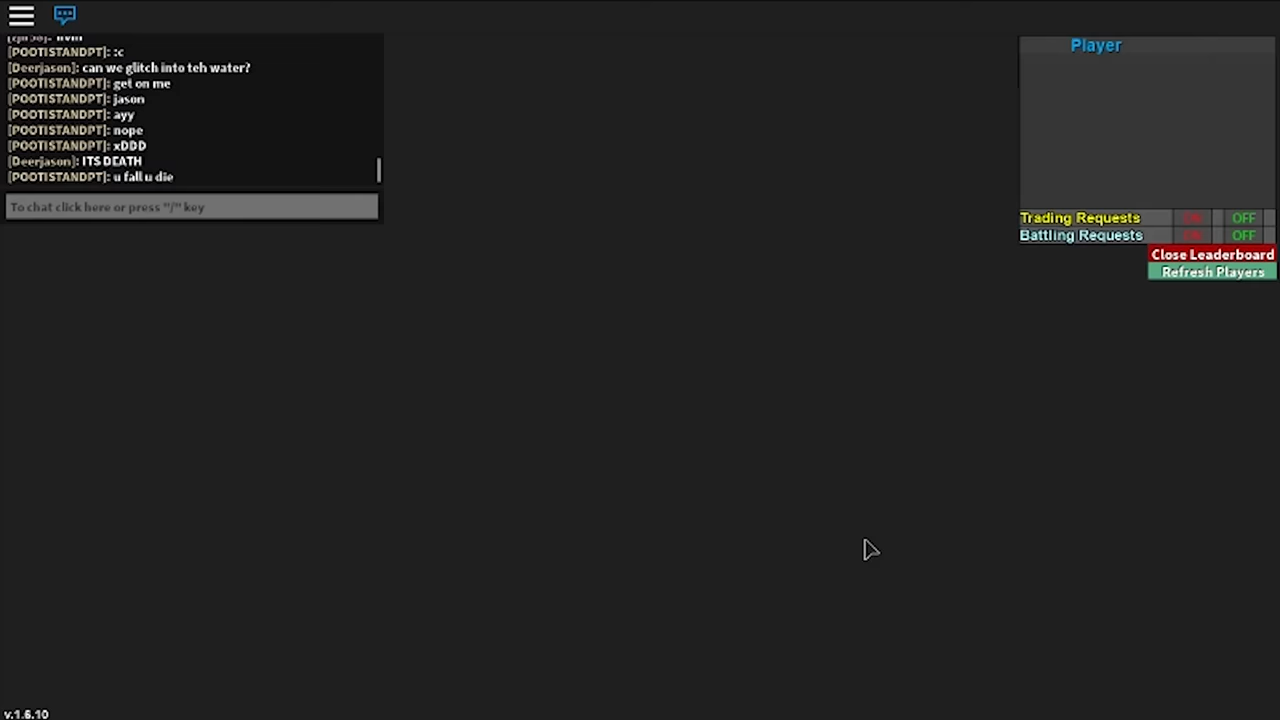 [POOTISTANDPT]: :c
[Deerjason]: can we glitch into teh water?
[POOTISTANDPT]: get on me
[POOTISTANDPT]: jason
[POOTISTANDPT]: ayy
[POOTISTANDPT]: nope
[POOTISTANDPT]: xDDD
[Deerjason]: ITS DEATH
[POOTISTANDPT]: u fall u die
To chat click here or press "/" key
Player
Trading Requests ON OFF
Battling Requests ON OFF
Close Leaderboard
Refresh Players
v.1.6.10